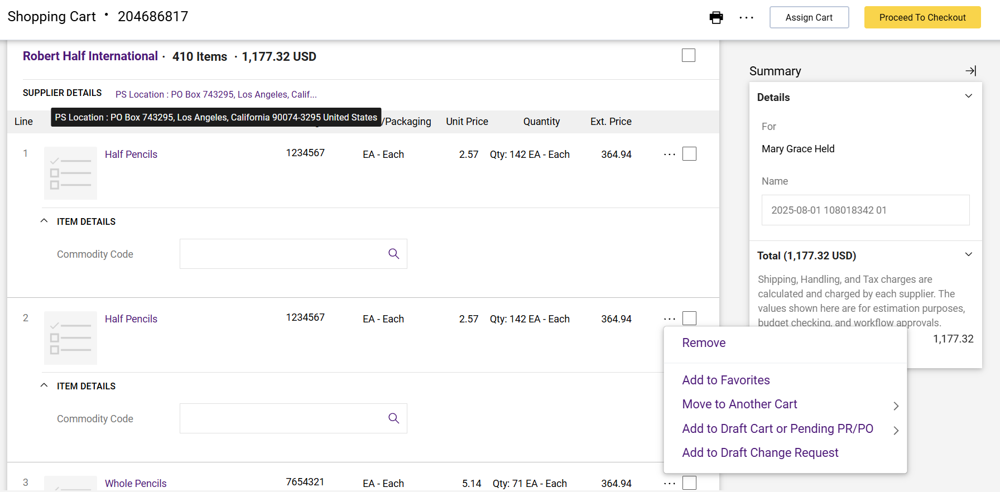 Shopping Cart • 204686817
... Assign Cart Proceed To Checkout
Robert Half International · 410 Items · 1,177.32 USD
SUPPLIER DETAILS PS Location : PO Box 743295, Los Angeles, Calif...
PS Location : PO Box 743295, Los Angeles, California 90074-3295 United States
Line /Packaging Unit Price Quantity Ext. Price
1 Half Pencils 1234567 EA - Each 2.57 Qty: 142 EA - Each 364.94 ...
ITEM DETAILS
Commodity Code
2 Half Pencils 1234567 EA - Each 2.57 Qty: 142 EA - Each 364.94 ...
ITEM DETAILS
Commodity Code
3 Whole Pencils 7654321 EA - Each 5.14 Qty: 71 EA - Each 364.94 ...
Remove
Add to Favorites
Move to Another Cart
Add to Draft Cart or Pending PR/PO
Add to Draft Change Request
Summary
Details
For
Mary Grace Held
Name
2025-08-01 108018342 01
Total (1,177.32 USD)
Shipping, Handling, and Tax charges are
calculated and charged by each supplier. The
values shown here are for estimation purposes,
budget checking, and workflow approvals.
1,177.32